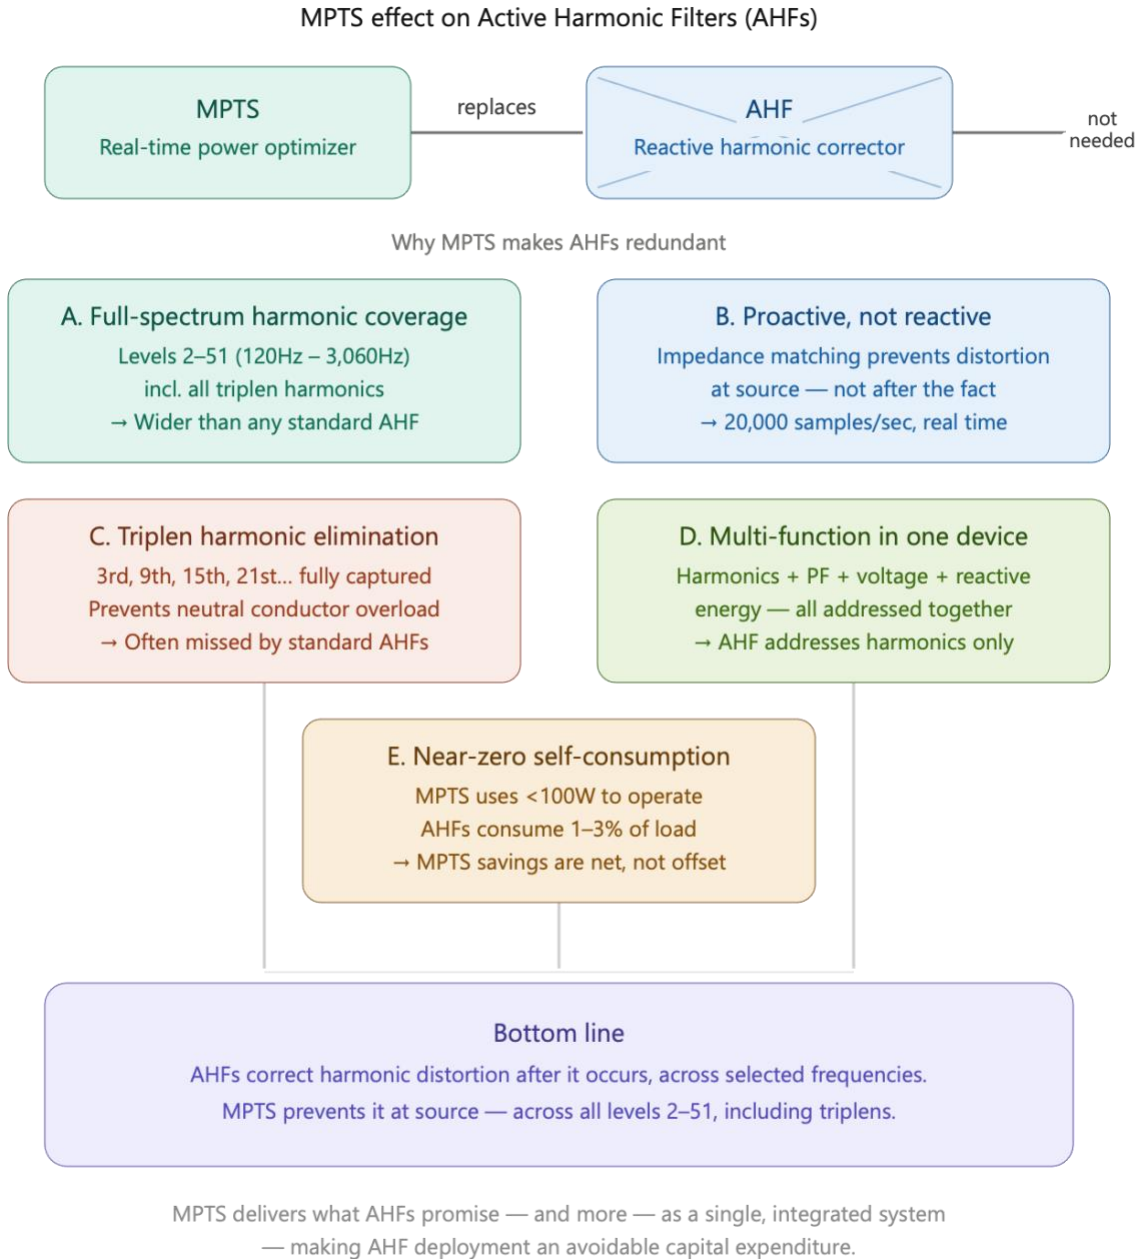 MPTS effect on Active Harmonic Filters (AHFs)
MPTS
Real-time power optimizer
replaces
AHF
Reactive harmonic corrector
not
needed
Why MPTS makes AHFs redundant
A. Full-spectrum harmonic coverage
Levels 2–51 (120Hz – 3,060Hz)
incl. all triplen harmonics
→ Wider than any standard AHF
B. Proactive, not reactive
Impedance matching prevents distortion
at source — not after the fact
→ 20,000 samples/sec, real time
C. Triplen harmonic elimination
3rd, 9th, 15th, 21st... fully captured
Prevents neutral conductor overload
→ Often missed by standard AHFs
D. Multi-function in one device
Harmonics + PF + voltage + reactive
energy — all addressed together
→ AHF addresses harmonics only
E. Near-zero self-consumption
MPTS uses <100W to operate
AHFs consume 1–3% of load
→ MPTS savings are net, not offset
Bottom line
AHFs correct harmonic distortion after it occurs, across selected frequencies.
MPTS prevents it at source — across all levels 2–51, including triplens.
MPTS delivers what AHFs promise — and more — as a single, integrated system
— making AHF deployment an avoidable capital expenditure.